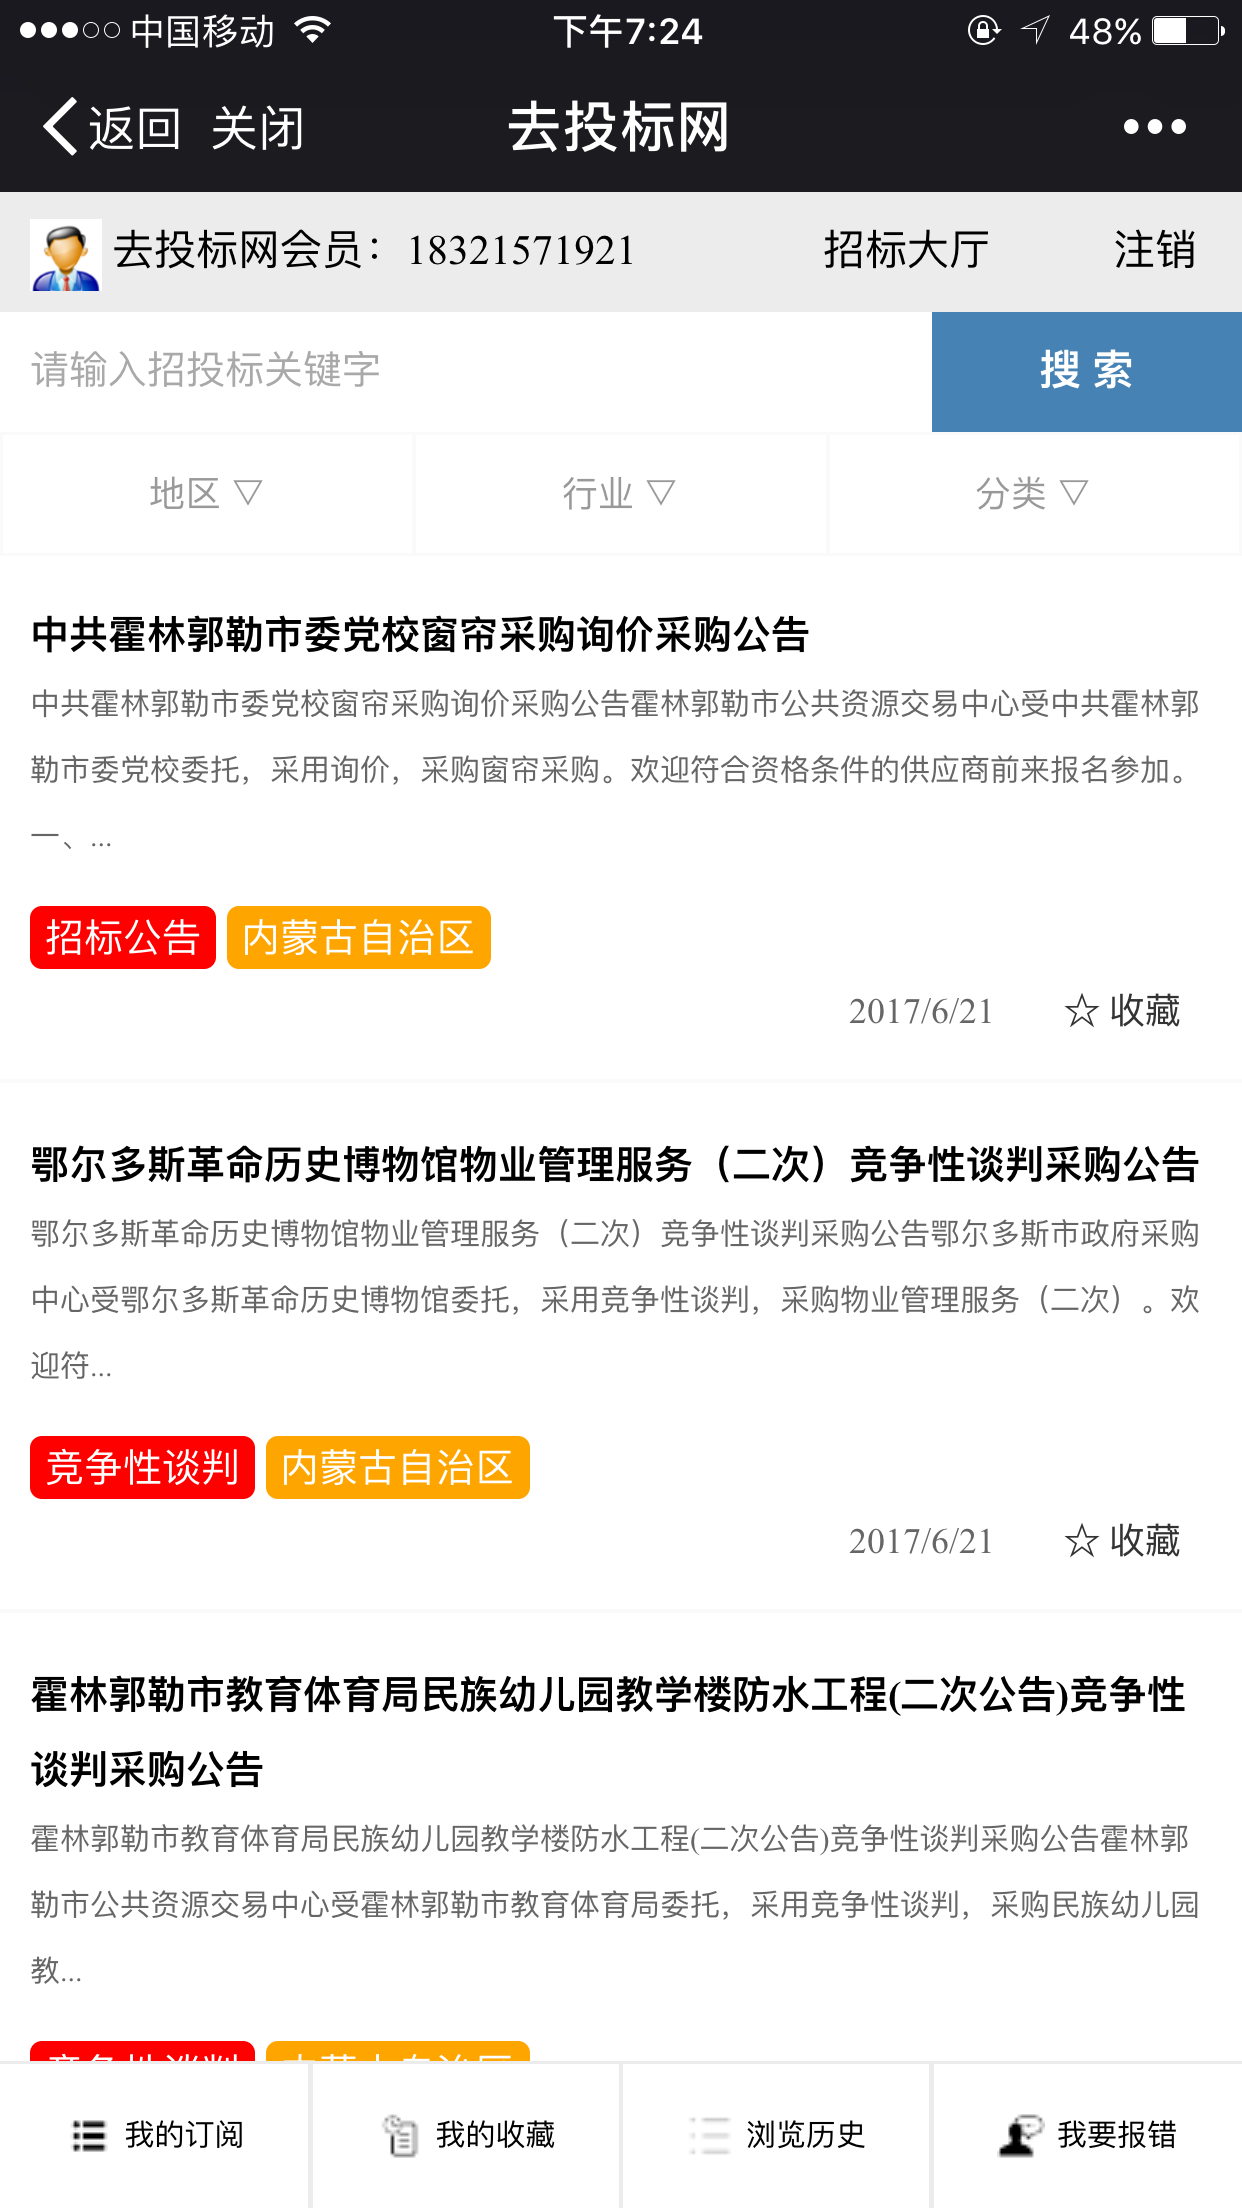 中国移动 下午7:24 48%
返回 关闭 去投标网
去投标网会员：18321571921 招标大厅 注销
请输入招投标关键字 搜 索
地区 ▽ 行业 ▽ 分类 ▽
中共霍林郭勒市委党校窗帘采购询价采购公告
中共霍林郭勒市委党校窗帘采购询价采购公告霍林郭勒市公共资源交易中心受中共霍林郭
勒市委党校委托，采用询价，采购窗帘采购。欢迎符合资格条件的供应商前来报名参加。
一、...
招标公告 内蒙古自治区
2017/6/21 ☆ 收藏
鄂尔多斯革命历史博物馆物业管理服务（二次）竞争性谈判采购公告
鄂尔多斯革命历史博物馆物业管理服务（二次）竞争性谈判采购公告鄂尔多斯市政府采购
中心受鄂尔多斯革命历史博物馆委托，采用竞争性谈判，采购物业管理服务（二次）。欢
迎符...
竞争性谈判 内蒙古自治区
2017/6/21 ☆ 收藏
霍林郭勒市教育体育局民族幼儿园教学楼防水工程(二次公告)竞争性
谈判采购公告
霍林郭勒市教育体育局民族幼儿园教学楼防水工程(二次公告)竞争性谈判采购公告霍林郭
勒市公共资源交易中心受霍林郭勒市教育体育局委托，采用竞争性谈判，采购民族幼儿园
教...
竞争性谈判 内蒙古自治区
我的订阅 我的收藏 浏览历史 我要报错